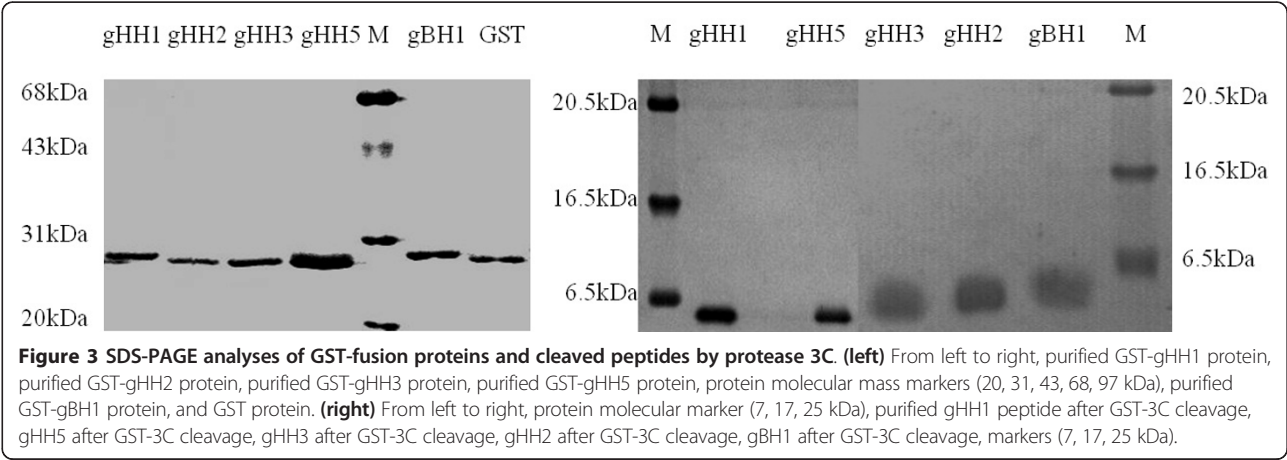 gHH1 gHH2 gHH3 gHH5 M gBH1 GST
68kDa
43kDa
31kDa
20kDa
M gHH1 gHH5 gHH3 gHH2 gBH1 M
20.5kDa
16.5kDa
6.5kDa
20.5kDa
16.5kDa
6.5kDa
Figure 3 SDS-PAGE analyses of GST-fusion proteins and cleaved peptides by protease 3C. (left) From left to right, purified GST-gHH1 protein,
purified GST-gHH2 protein, purified GST-gHH3 protein, purified GST-gHH5 protein, protein molecular mass markers (20, 31, 43, 68, 97 kDa), purified
GST-gBH1 protein, and GST protein. (right) From left to right, protein molecular marker (7, 17, 25 kDa), purified gHH1 peptide after GST-3C cleavage,
gHH5 after GST-3C cleavage, gHH3 after GST-3C cleavage, gHH2 after GST-3C cleavage, gBH1 after GST-3C cleavage, markers (7, 17, 25 kDa).